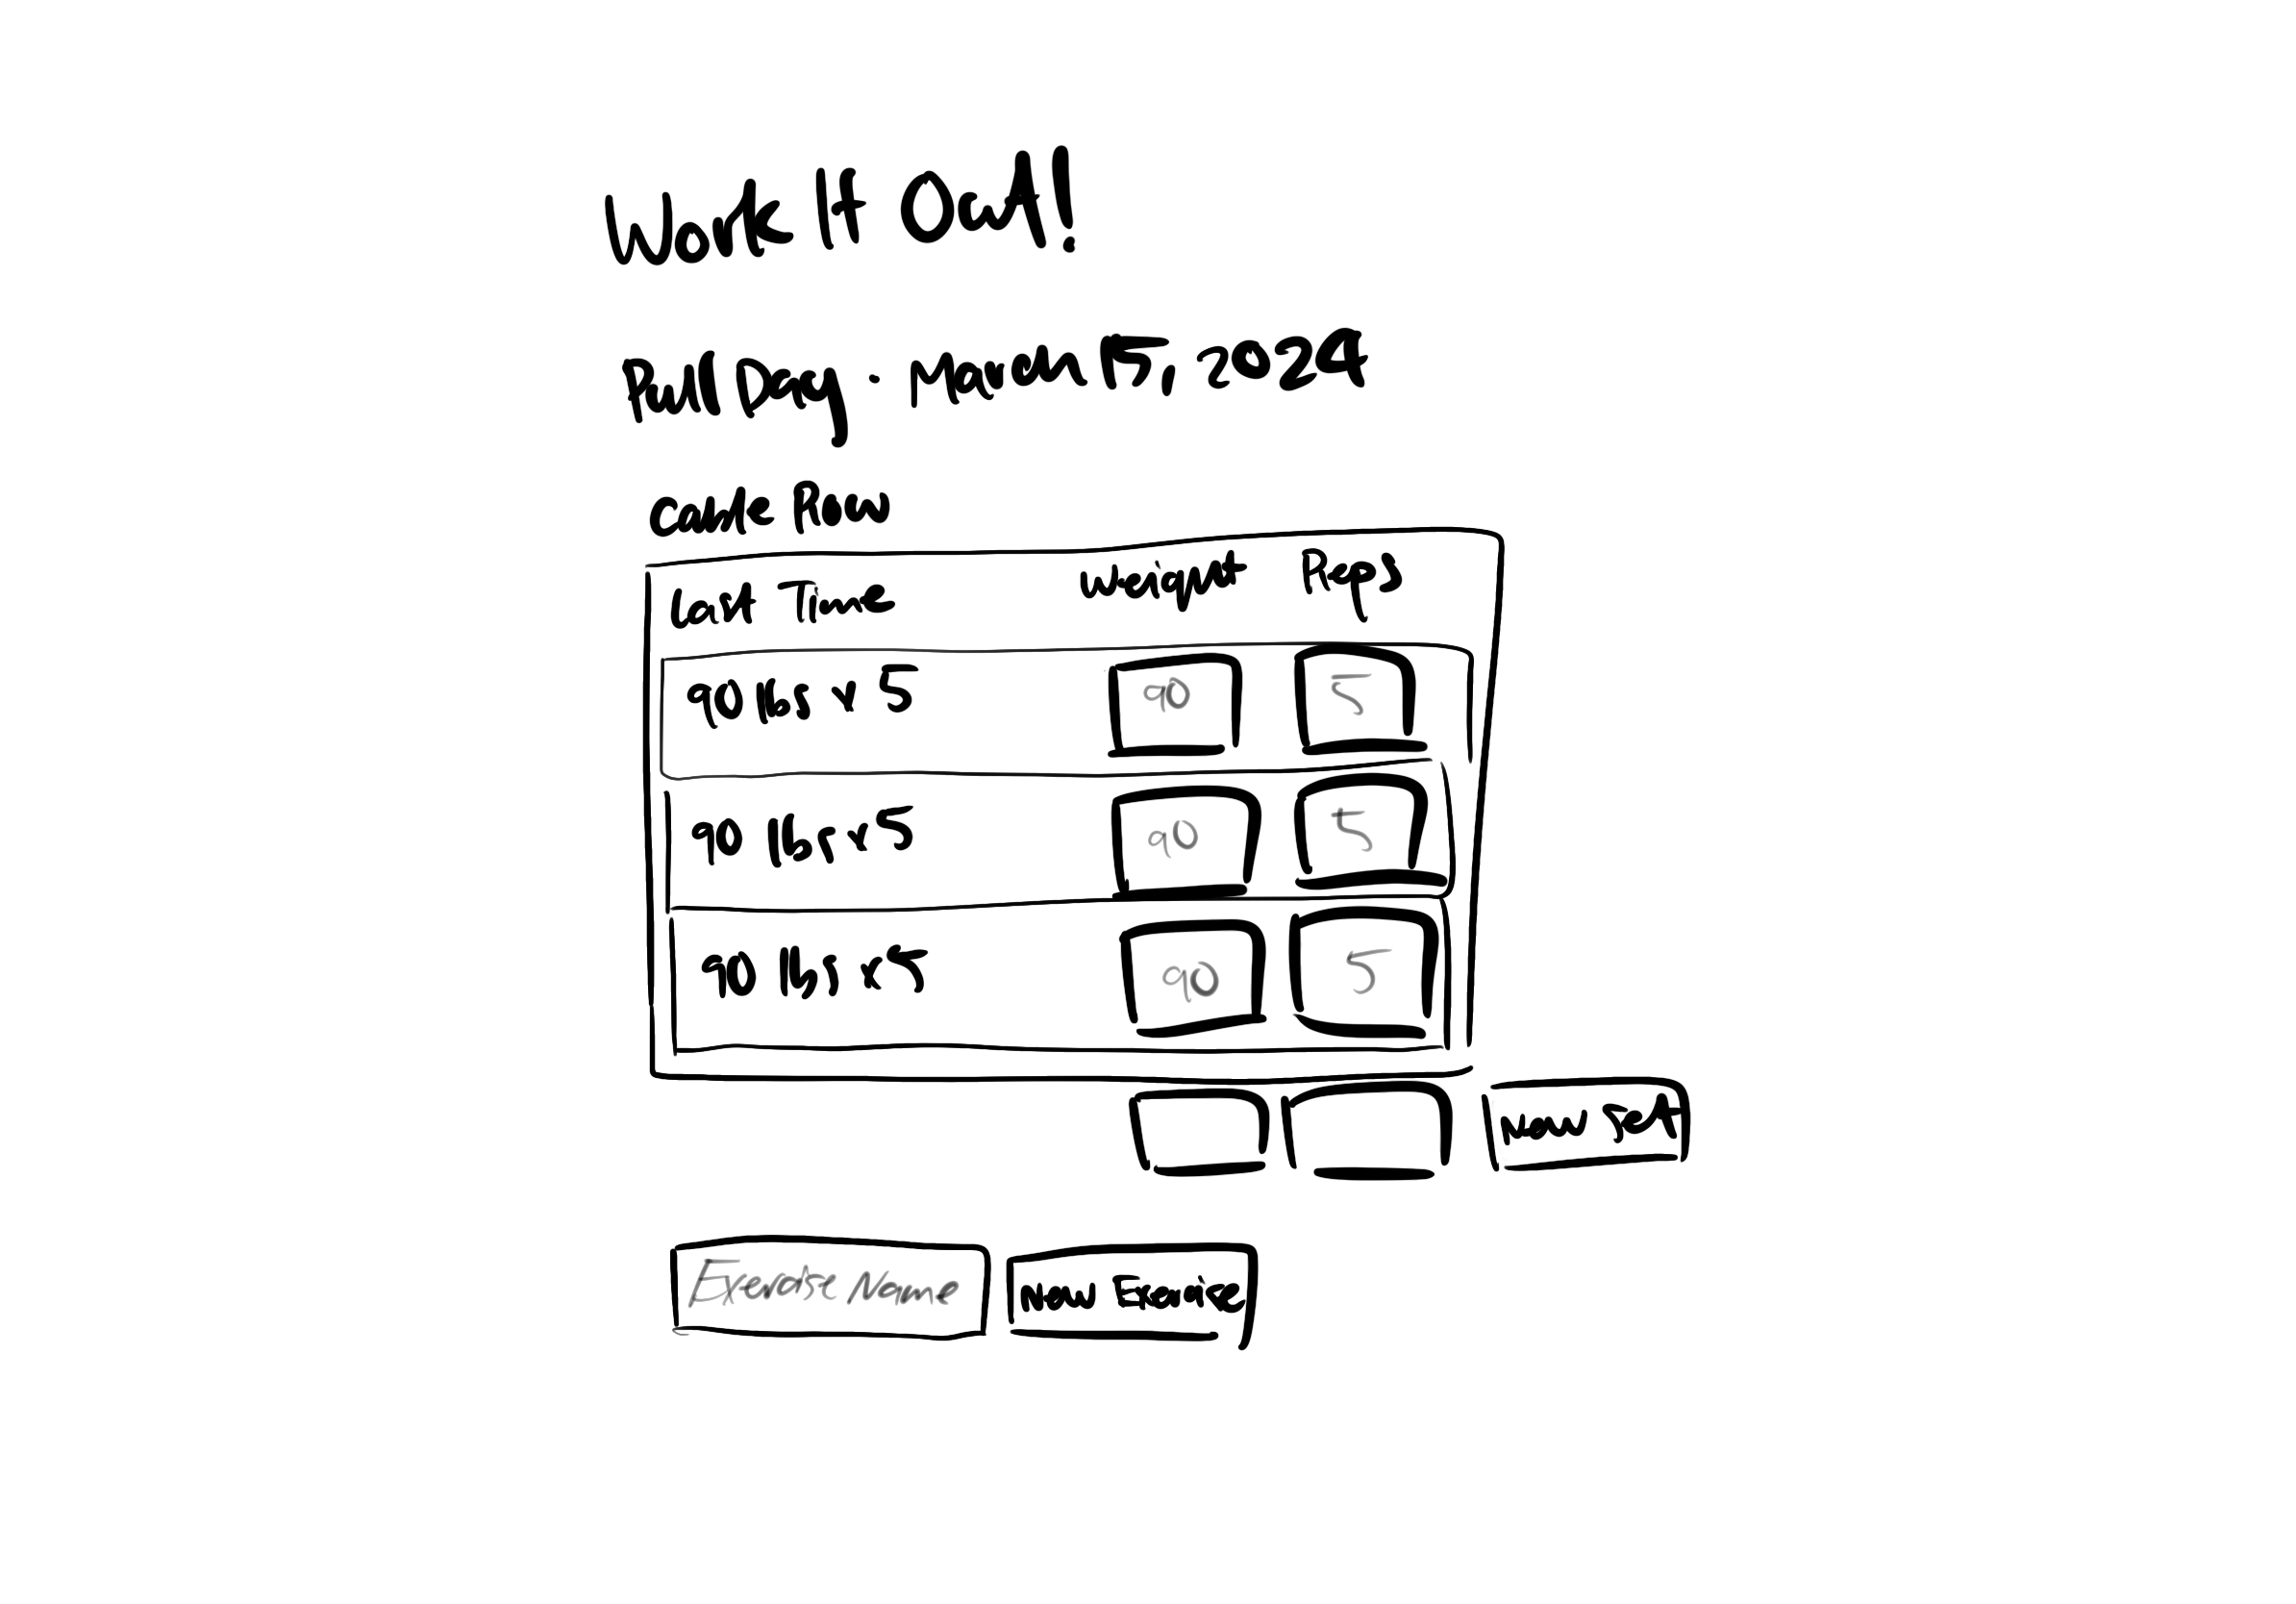 Work It Out!
Pull Day · March 15, 2024
Cable Row
Last Time Weight Reps
90 lbs x 5 90 5
90 lbs x 5 90 5
90 lbs x 5 90 5
New Set
Exercise Name New Exercise